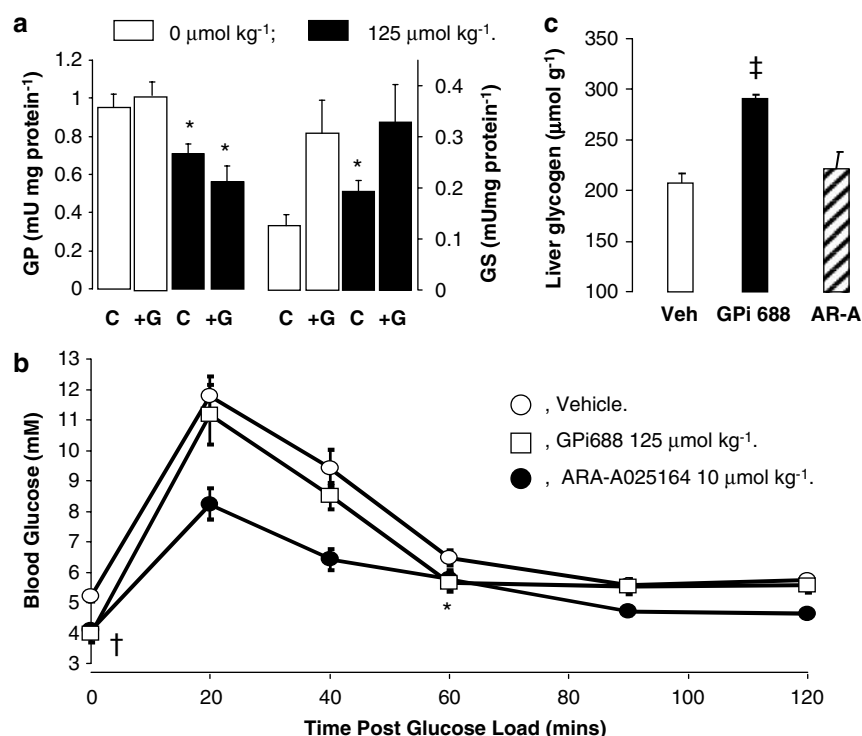 a
0 μmol kg⁻¹; 125 μmol kg⁻¹.
GP (mU mg protein⁻¹)
1.2
1
0.8
0.6
0.4
0.2
0
* * *
0.4
0.3
0.2
0.1
0
GS (mUmg protein⁻¹)
C +G C +G C +G C +G
c
Liver glycogen (μmol g⁻¹)
350
300
250
200
150
100
‡
Veh GPi 688 AR-A
b
Blood Glucose (mM)
13
12
11
10
9
8
7
6
5
4
3
, Vehicle.
, GPi688 125 μmol kg⁻¹.
, ARA-A025164 10 μmol kg⁻¹.
†
*
0 20 40 60 80 100 120
Time Post Glucose Load (mins)